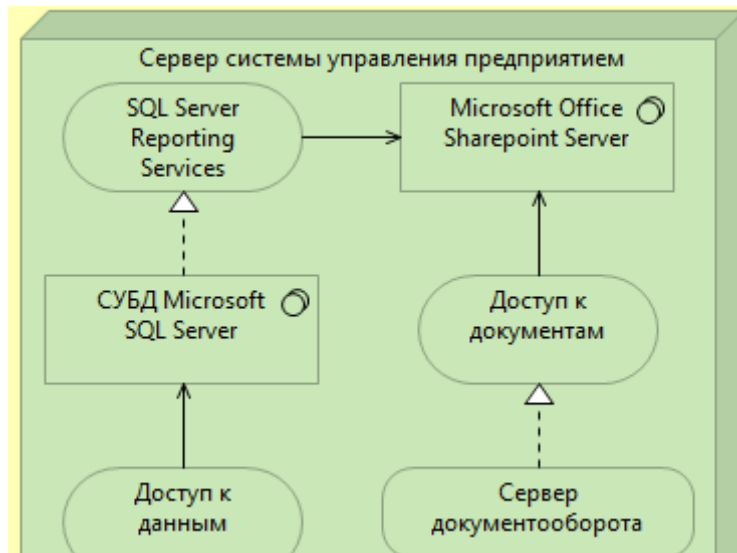 Сервер системы управления предприятием
SQL Server
Reporting
Services
Microsoft Office
Sharepoint Server
СУБД Microsoft
SQL Server
Доступ к
документам
Доступ к
данным
Сервер
документооборота